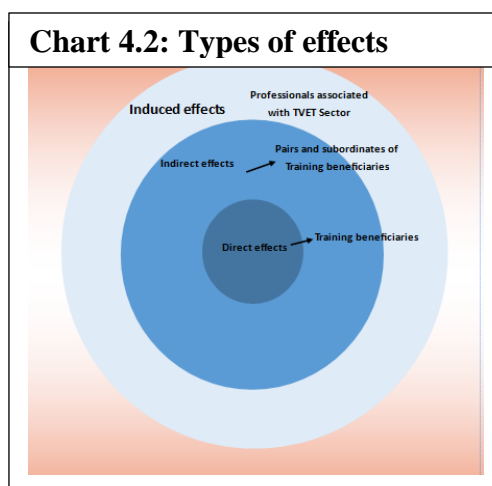 Chart 4.2: Types of effects
Professionals associated
with TVET Sector
Induced effects
Pairs and subordinates of
Training beneficiaries
Indirect effects
Training beneficiaries
Direct effects